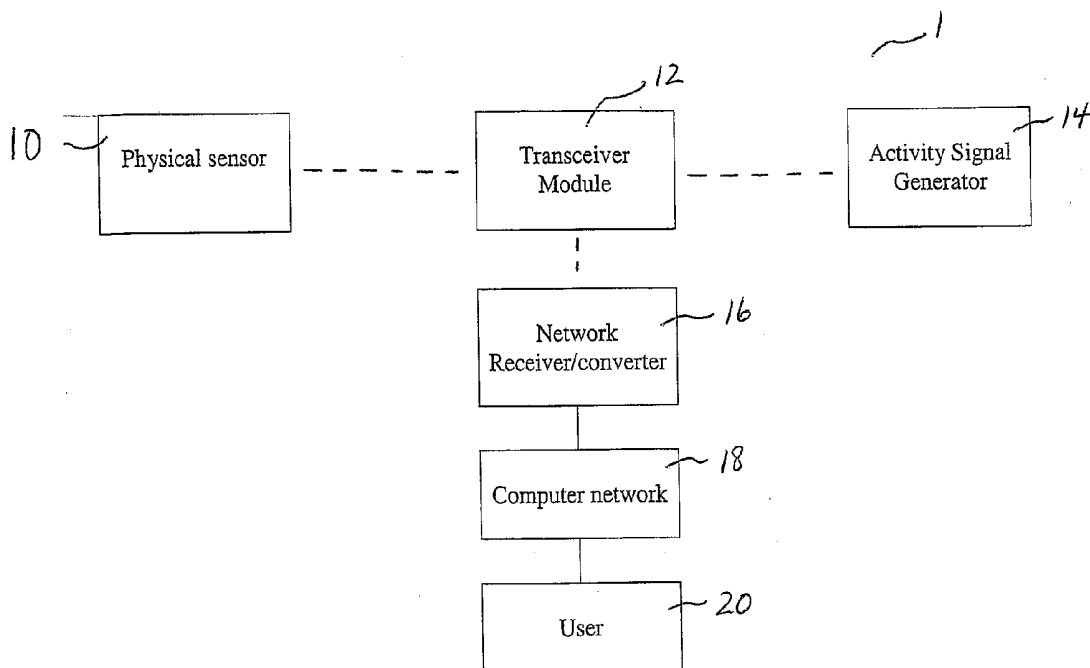 1
12
14
10
Physical sensor
Transceiver
Module
Activity Signal
Generator
16
Network
Receiver/converter
18
Computer network
20
User